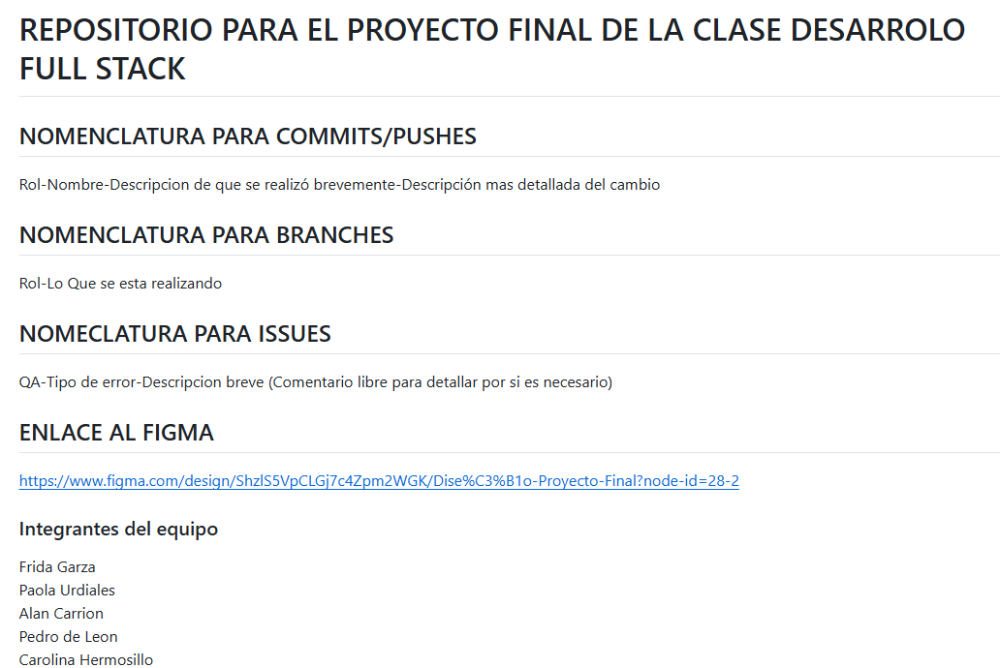 REPOSITORIO PARA EL PROYECTO FINAL DE LA CLASE DESARROLO
FULL STACK
NOMENCLATURA PARA COMMITS/PUSHES
Rol-Nombre-Descripcion de que se realizó brevemente-Descripción mas detallada del cambio
NOMENCLATURA PARA BRANCHES
Rol-Lo Que se esta realizando
NOMECLATURA PARA ISSUES
QA-Tipo de error-Descripcion breve (Comentario libre para detallar por si es necesario)
ENLACE AL FIGMA
https://www.figma.com/design/ShzlS5VpCLGj7c4Zpm2WGK/Dise%C3%B1o-Proyecto-Final?node-id=28-2
Integrantes del equipo
Frida Garza
Paola Urdiales
Alan Carrion
Pedro de Leon
Carolina Hermosillo